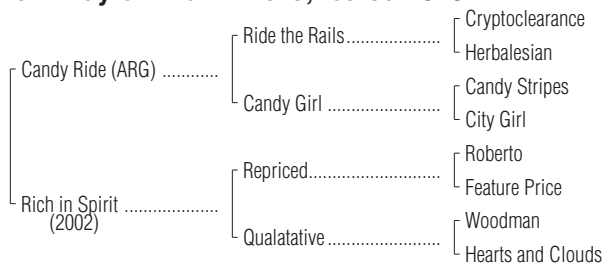 Cryptoclearance
Ride the Rails....................
Herbalesian
Candy Ride (ARG) ............
Candy Stripes
Candy Girl ........................
City Girl
Roberto
Repriced............................
Feature Price
Rich in Spirit ....................
(2002)
Woodman
Qualatative ........................
Hearts and Clouds